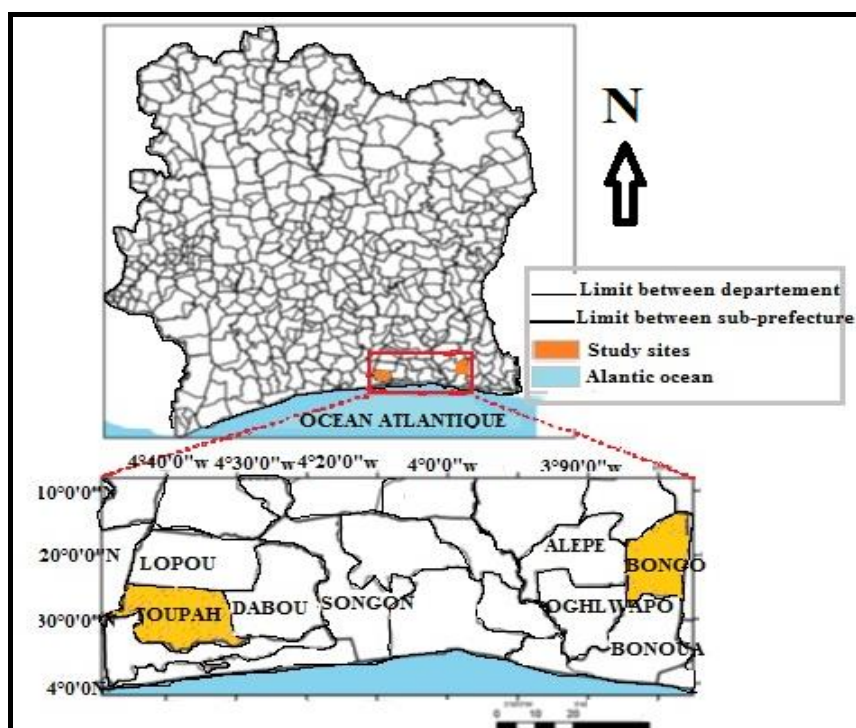 N
Limit between departement
Limit between sub-prefecture
Study sites
Alantic ocean
OCEAN ATLANTIQUE
4°40'0"w 4°30'0"w 4°20'0"w 4°0'0"w 3°90'0"w
10°0'0"N
20°0'0"N
30°0'0"N
4°0'0N
LOPOU
TOUPAH
DABOU
SONGON
ALEPE
BONGO
OGHLWAPO
BONOUA
0 10 20